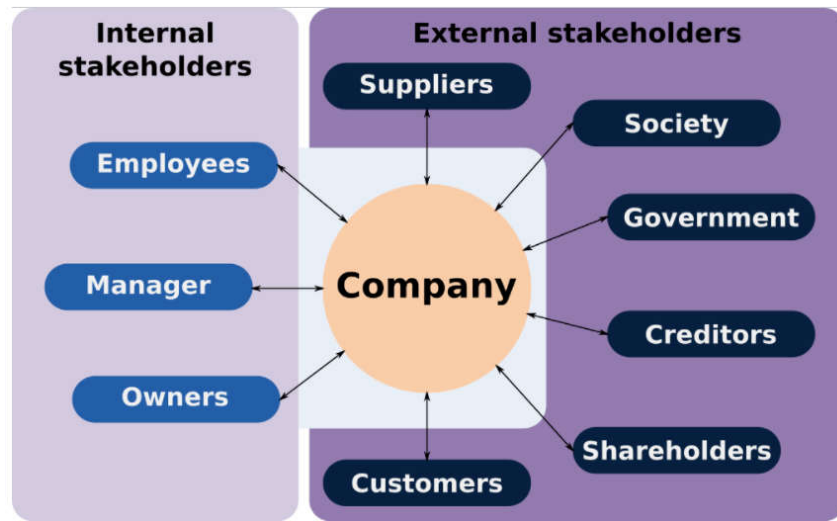 Internal
stakeholders
External stakeholders
Suppliers
Society
Employees
Government
Manager
Company
Creditors
Owners
Shareholders
Customers